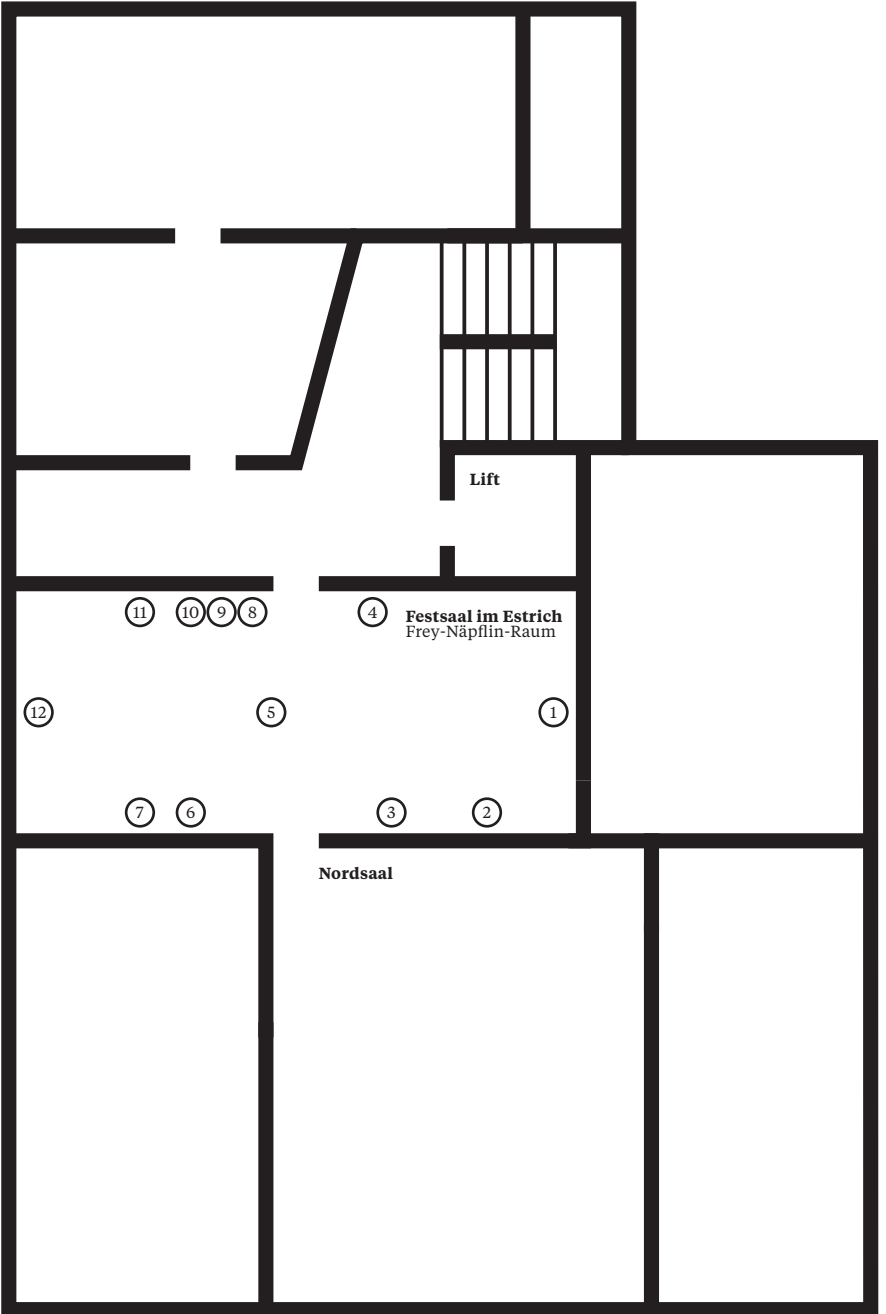 Lift
11 10 9 8 4
Festsaal im Estrich
Frey-Näpflin-Raum
12 5 1
7 6 3 2
Nordsaal